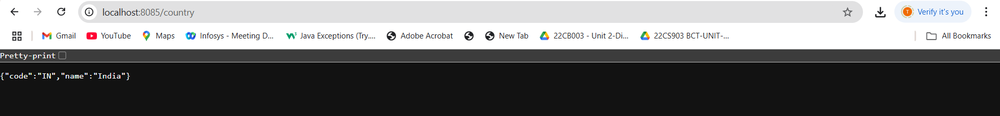 localhost:8085/country
T Verify it's you
Gmail YouTube Maps Infosys - Meeting D... w3 Java Exceptions (Try.... Adobe Acrobat New Tab 22CB003 - Unit 2-Di... 22CS903 BCT-UNIT-... All Bookmarks
Pretty-print
{"code":"IN","name":"India"}